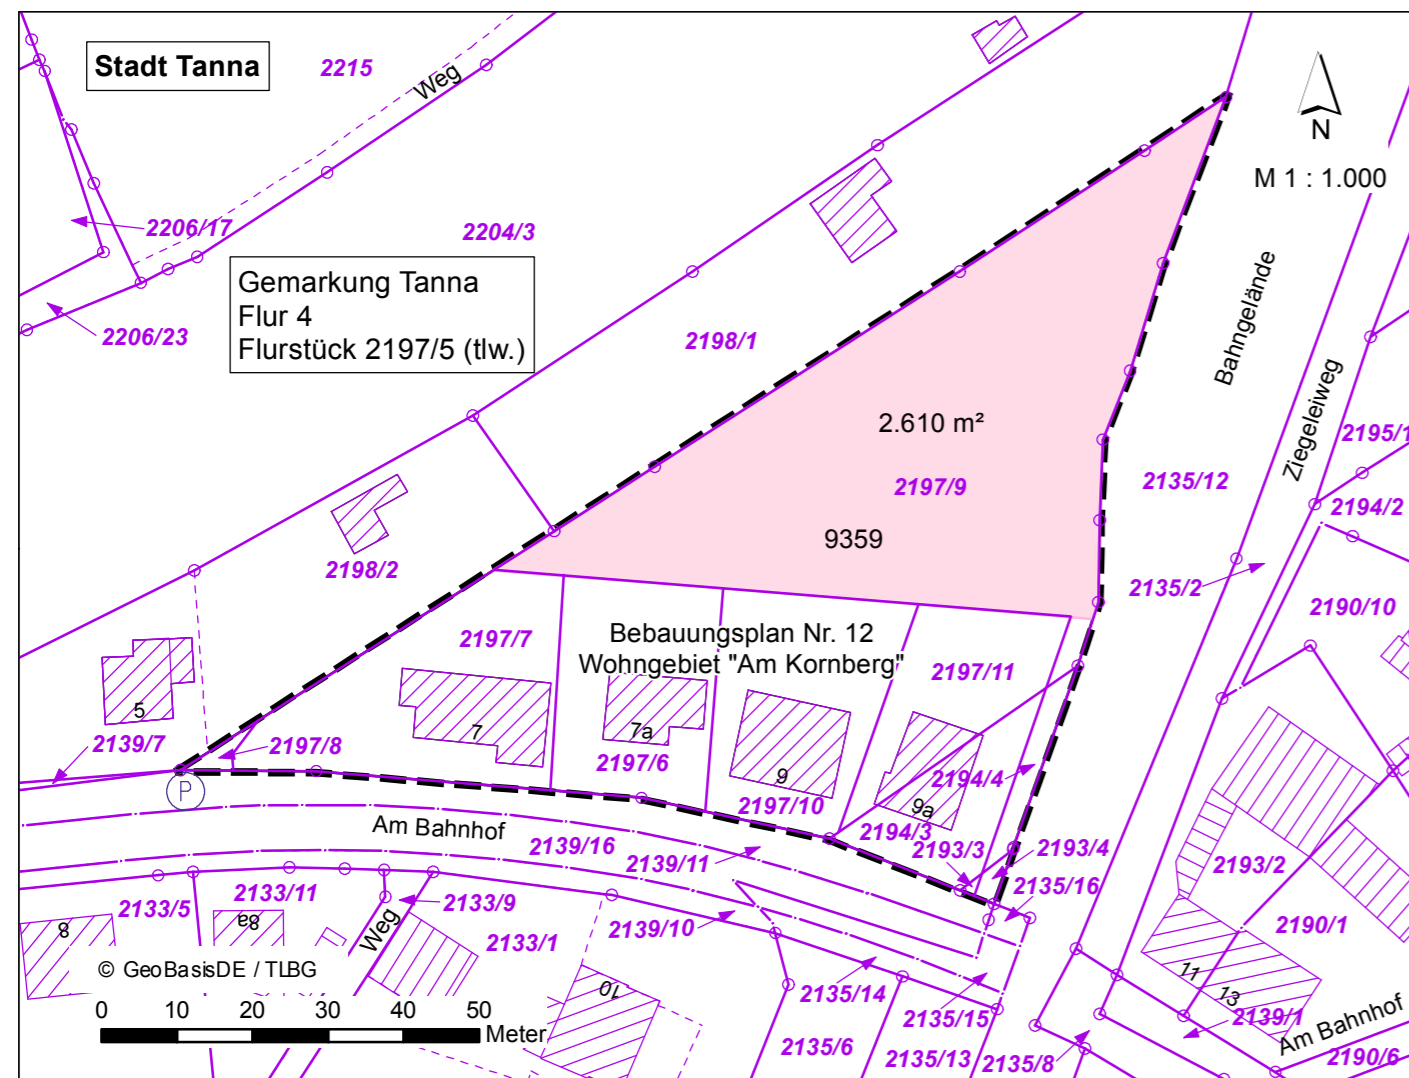 Stadt Tanna
2215
Weg
N
M 1 : 1.000
2206/17
2204/3
Gemarkung Tanna
Flur 4
Flurstück 2197/5 (tlw.)
2206/23
2198/1
Bahngelände
Ziegeleiweg
2.610 m²
2195/1
2197/9
2135/12
2194/2
9359
2198/2
2135/2
2190/10
2197/7
Bebauungsplan Nr. 12
Wohngebiet "Am Kornberg"
2197/11
5
7
7a
2139/7
2197/8
2197/6
9
2194/4
P
2197/10
9a
Am Bahnhof
2139/16
2139/11
2194/3
2193/3
2193/4
2193/2
2135/16
2133/5
2133/11
2133/9
8
8a
Weg
2133/1
2139/10
2190/1
© GeoBasisDE / TLBG
10
2135/14
11
13
0 10 20 30 40 50
Meter
2135/15
2139/1
Am Bahnhof
2135/6
2135/13
2135/8
2190/6